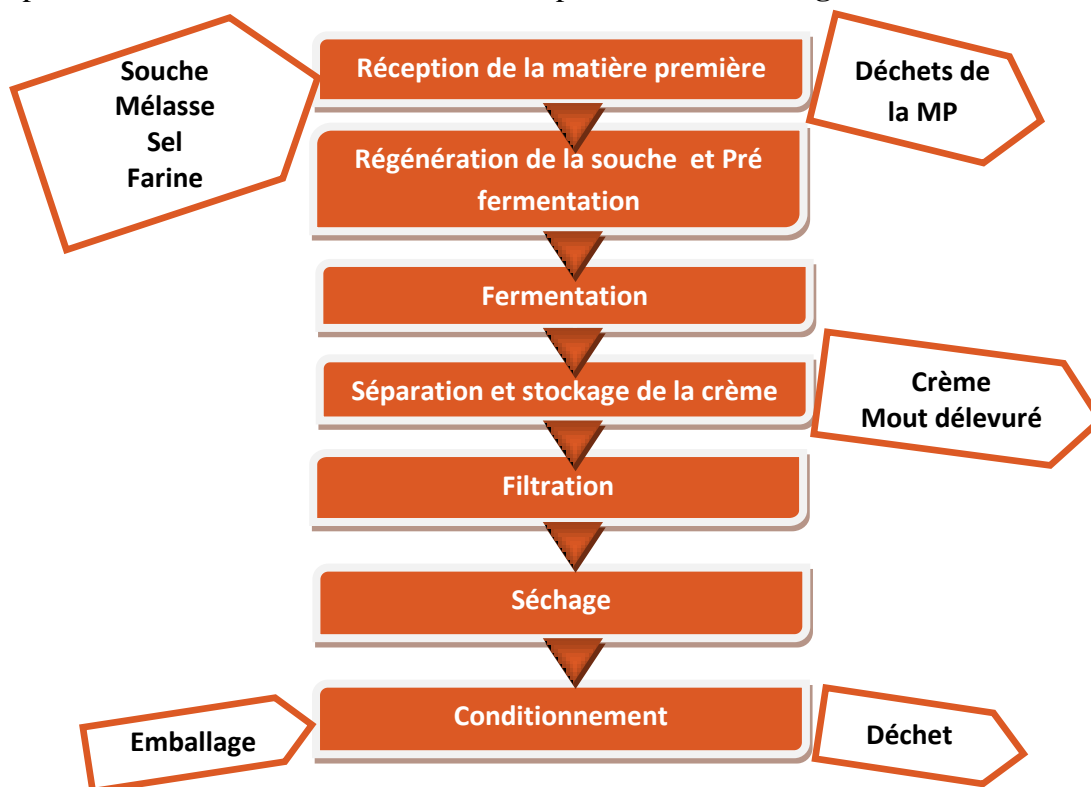 Souche
Mélasse
Sel
Farine
Réception de la matière première
Déchets de
la MP
Régénération de la souche et Pré
fermentation
Fermentation
Séparation et stockage de la crème
Crème
Mout délevuré
Filtration
Séchage
Conditionnement
Emballage
Déchet